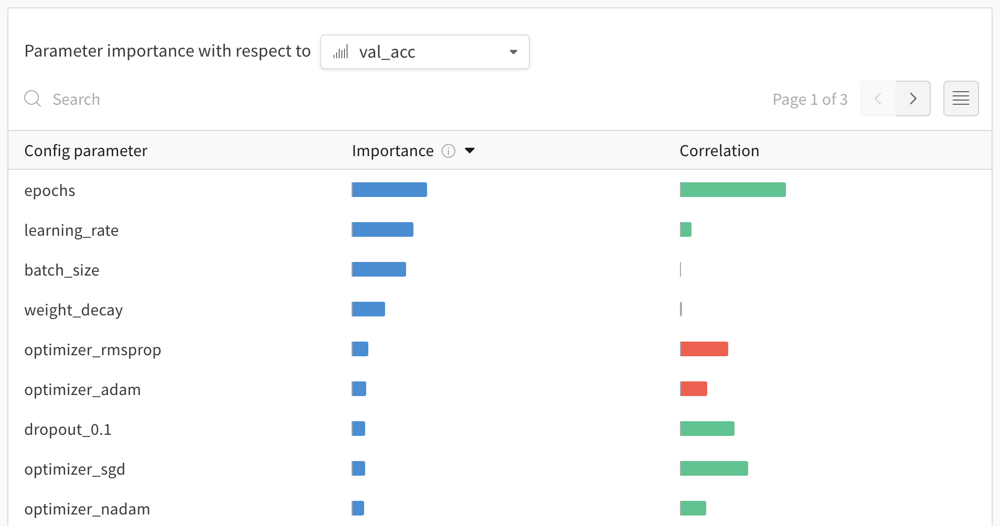 Parameter importance with respect to val_acc
Search Page 1 of 3
Config parameter Importance Correlation
epochs
learning_rate
batch_size
weight_decay
optimizer_rmsprop
optimizer_adam
dropout_0.1
optimizer_sgd
optimizer_nadam